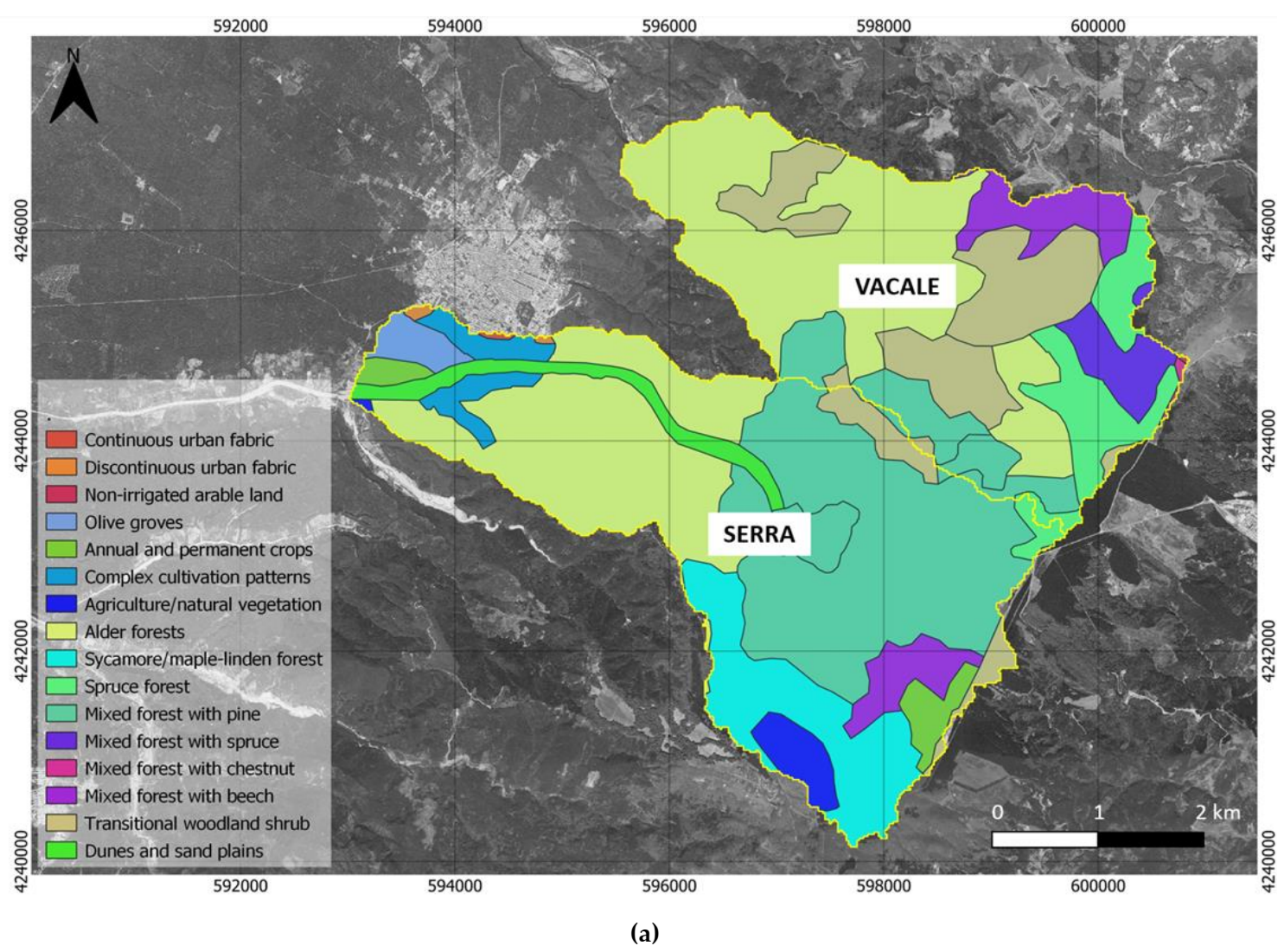 592000 594000 596000 598000 600000
N
4246000 4246000
VACALE
4244000 4244000
Continuous urban fabric
Discontinuous urban fabric
Non-irrigated arable land
Olive groves
Annual and permanent crops
Complex cultivation patterns
Agriculture/natural vegetation
Alder forests
Sycamore/maple-linden forest
Spruce forest
Mixed forest with pine
Mixed forest with spruce
Mixed forest with chestnut
Mixed forest with beech
Transitional woodland shrub
Dunes and sand plains
SERRA
4242000 4242000
0 1 2 km
4240000 4240000
592000 594000 596000 598000 600000
(a)